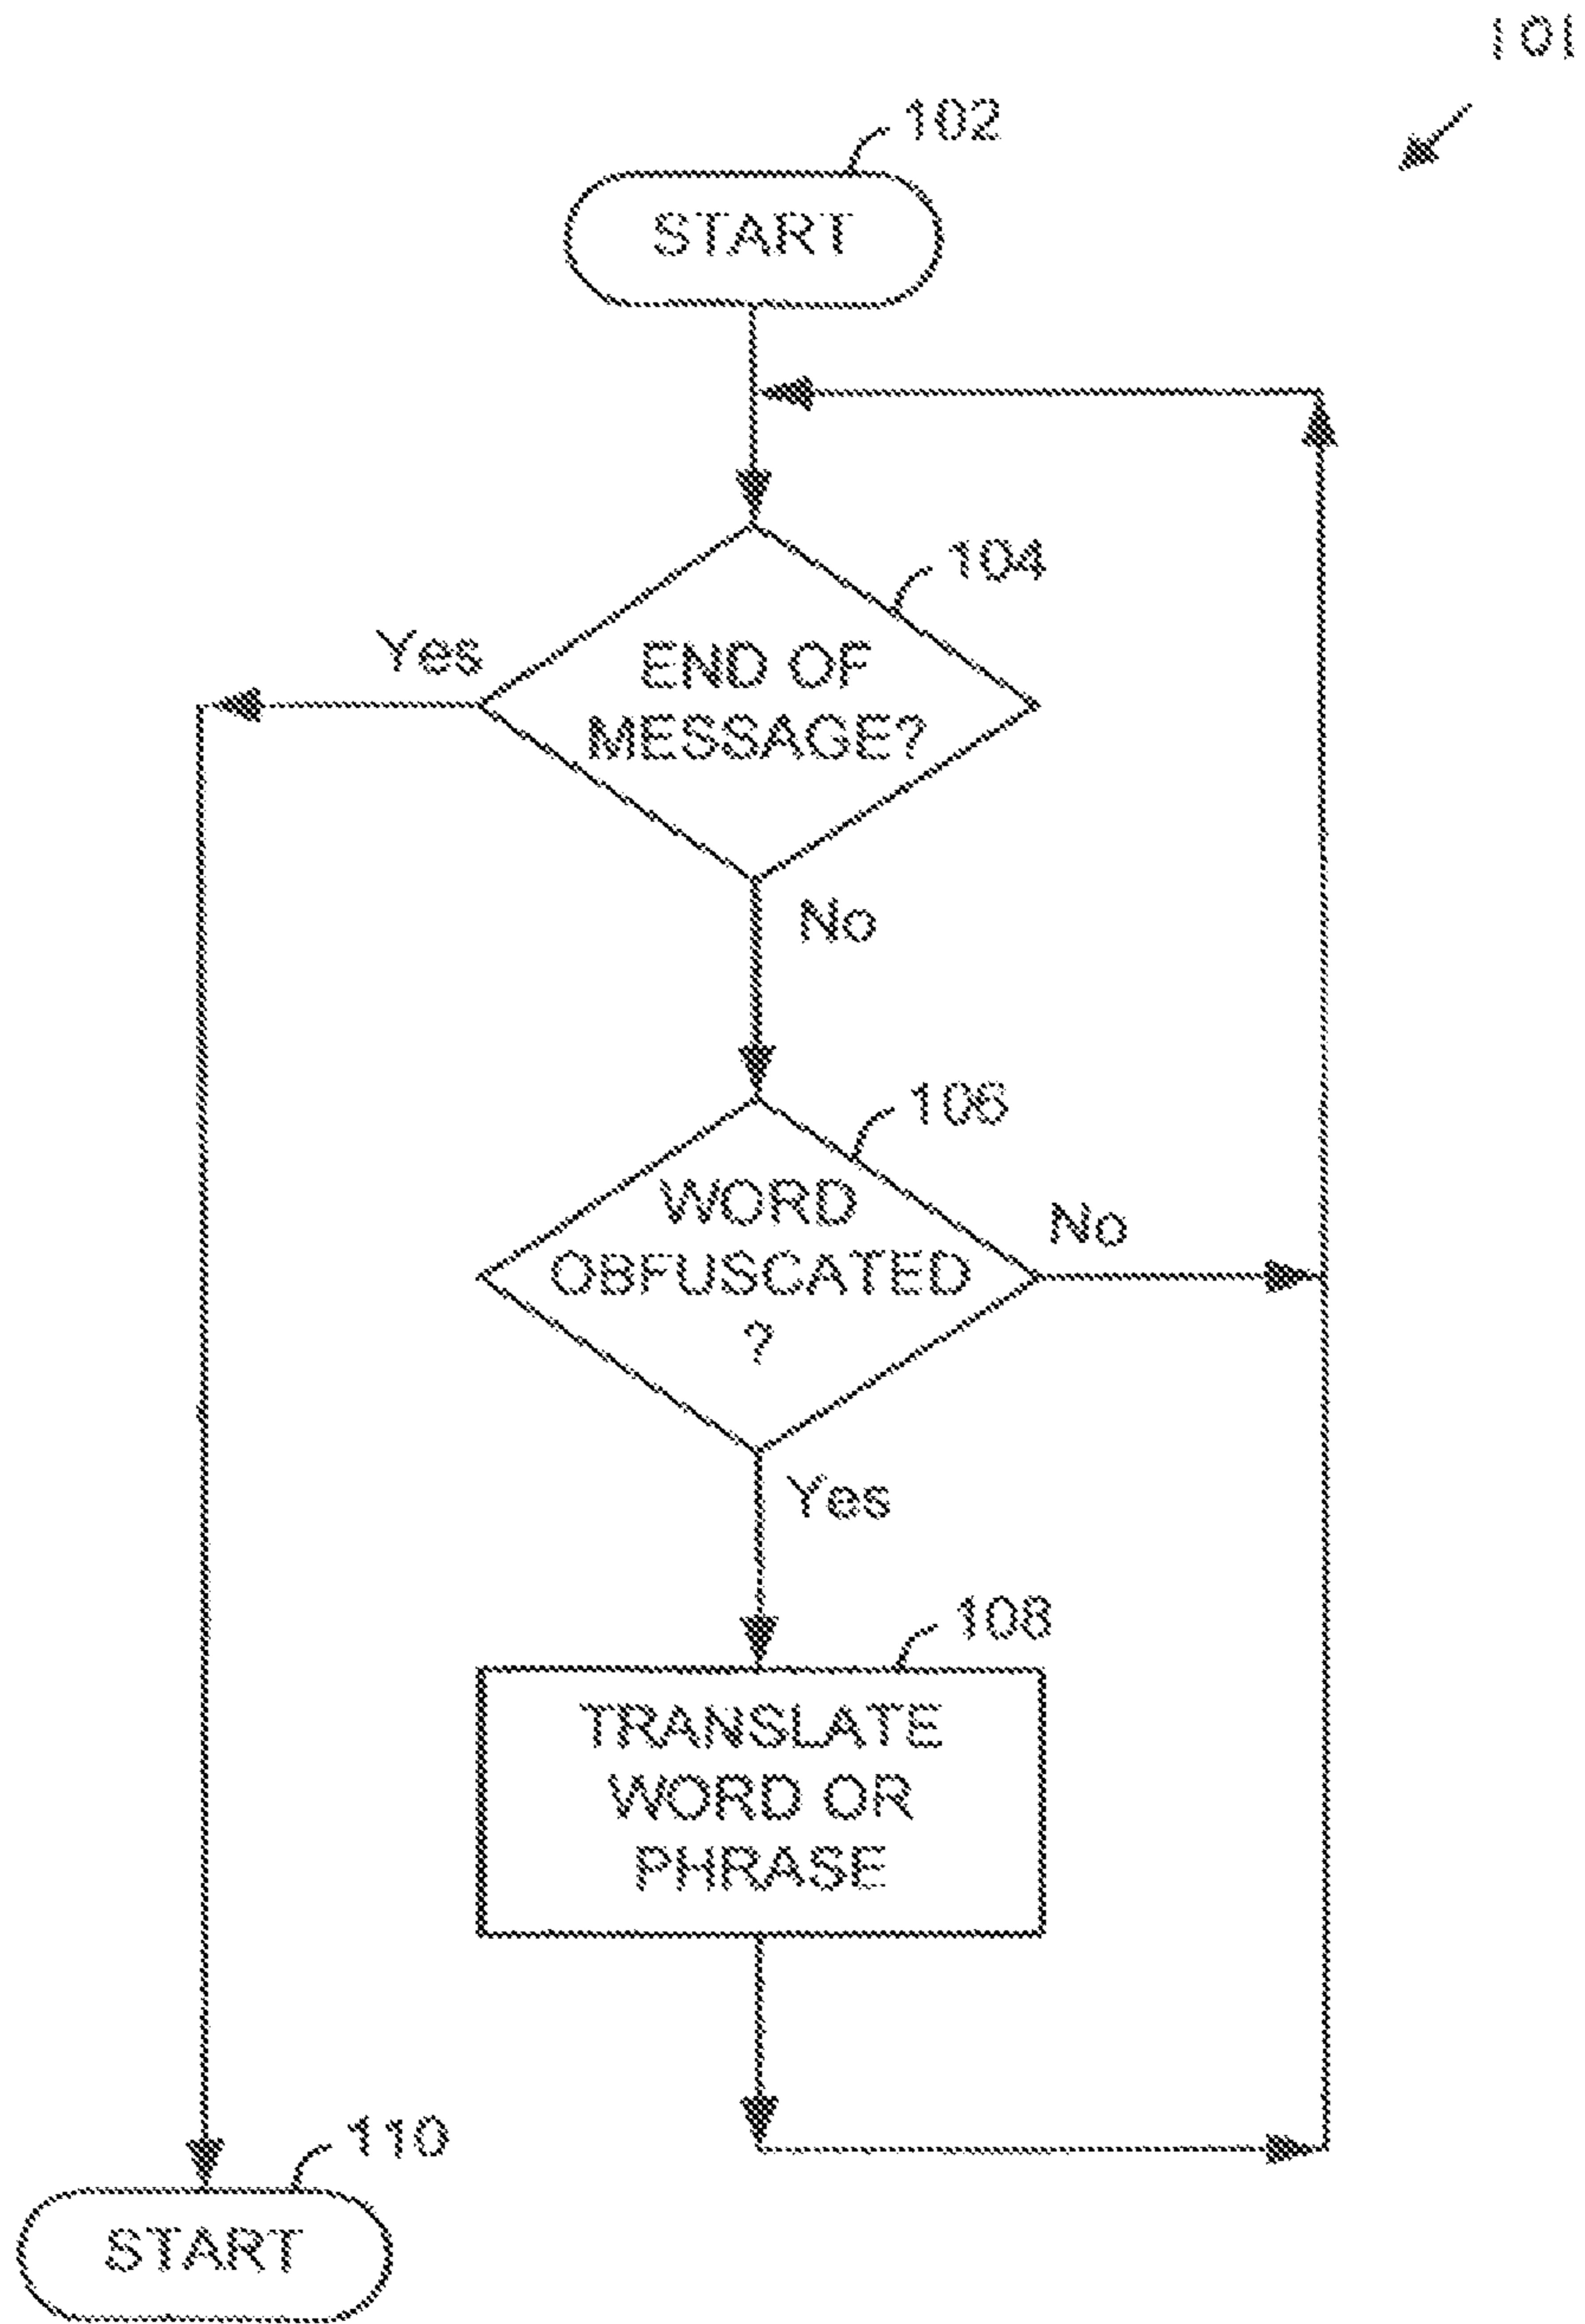 101
102
START
104
Yes
END OF
MESSAGE?
No
106
WORD
OBFUSCATED
?
No
Yes
108
TRANSLATE
WORD OR
PHRASE
110
START